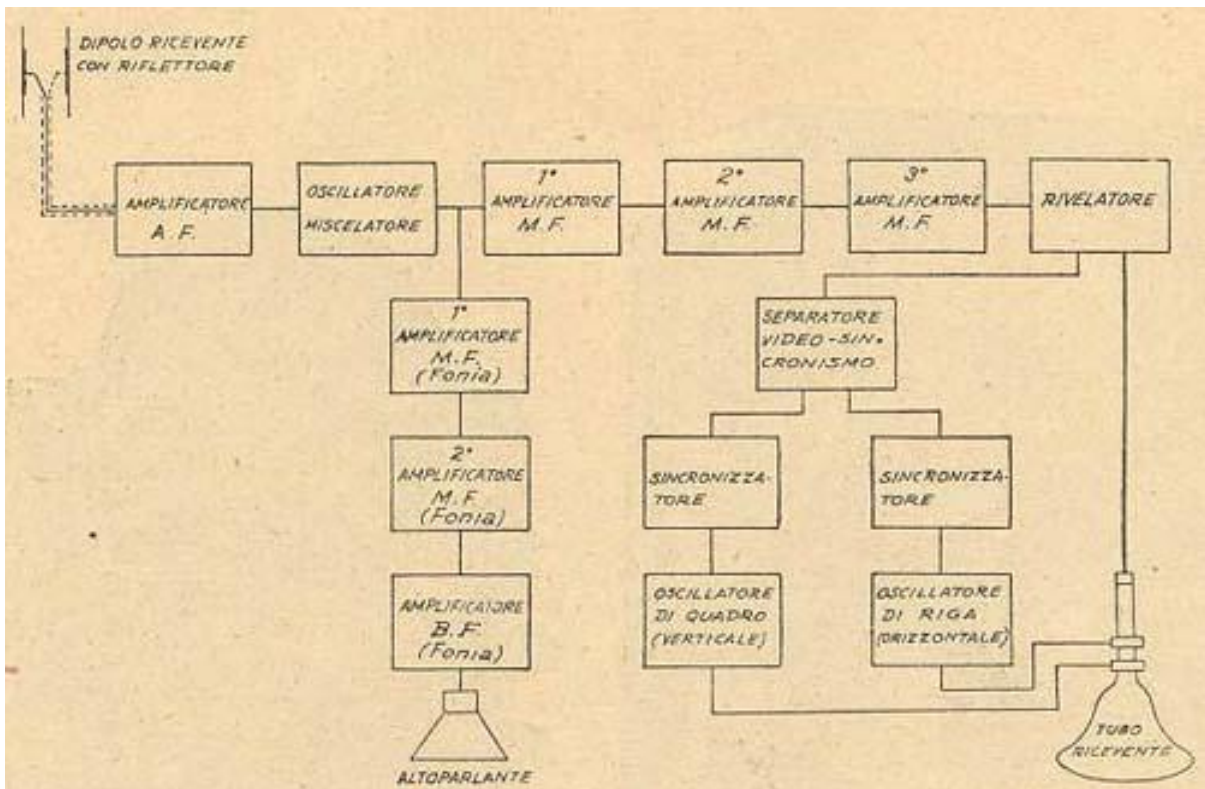 DIPOLO RICEVENTE
CON RIFLETTORE
AMPLIFICATORE
A.F.
OSCILLATORE
MISCELATORE
1°
AMPLIFICATORE
M.F.
2°
AMPLIFICATORE
M.F.
3°
AMPLIFICATORE
M.F.
RIVELATORE
1°
AMPLIFICATORE
M.F.
(Fonia)
SEPARATORE
VIDEO-SIN.
CRONISMO
2°
AMPLIFICATORE
M.F.
(Fonia)
SINCRONIZZA-
TORE
SINCRONIZZA-
TORE
AMPLIFICATORE
B.F.
(Fonia)
OSCILLATORE
DI QUADRO
(VERTICALE)
OSCILLATORE
DI RIGA
(ORIZZONTALE)
ALTOPARLANTE
TUBO
RICEVENTE